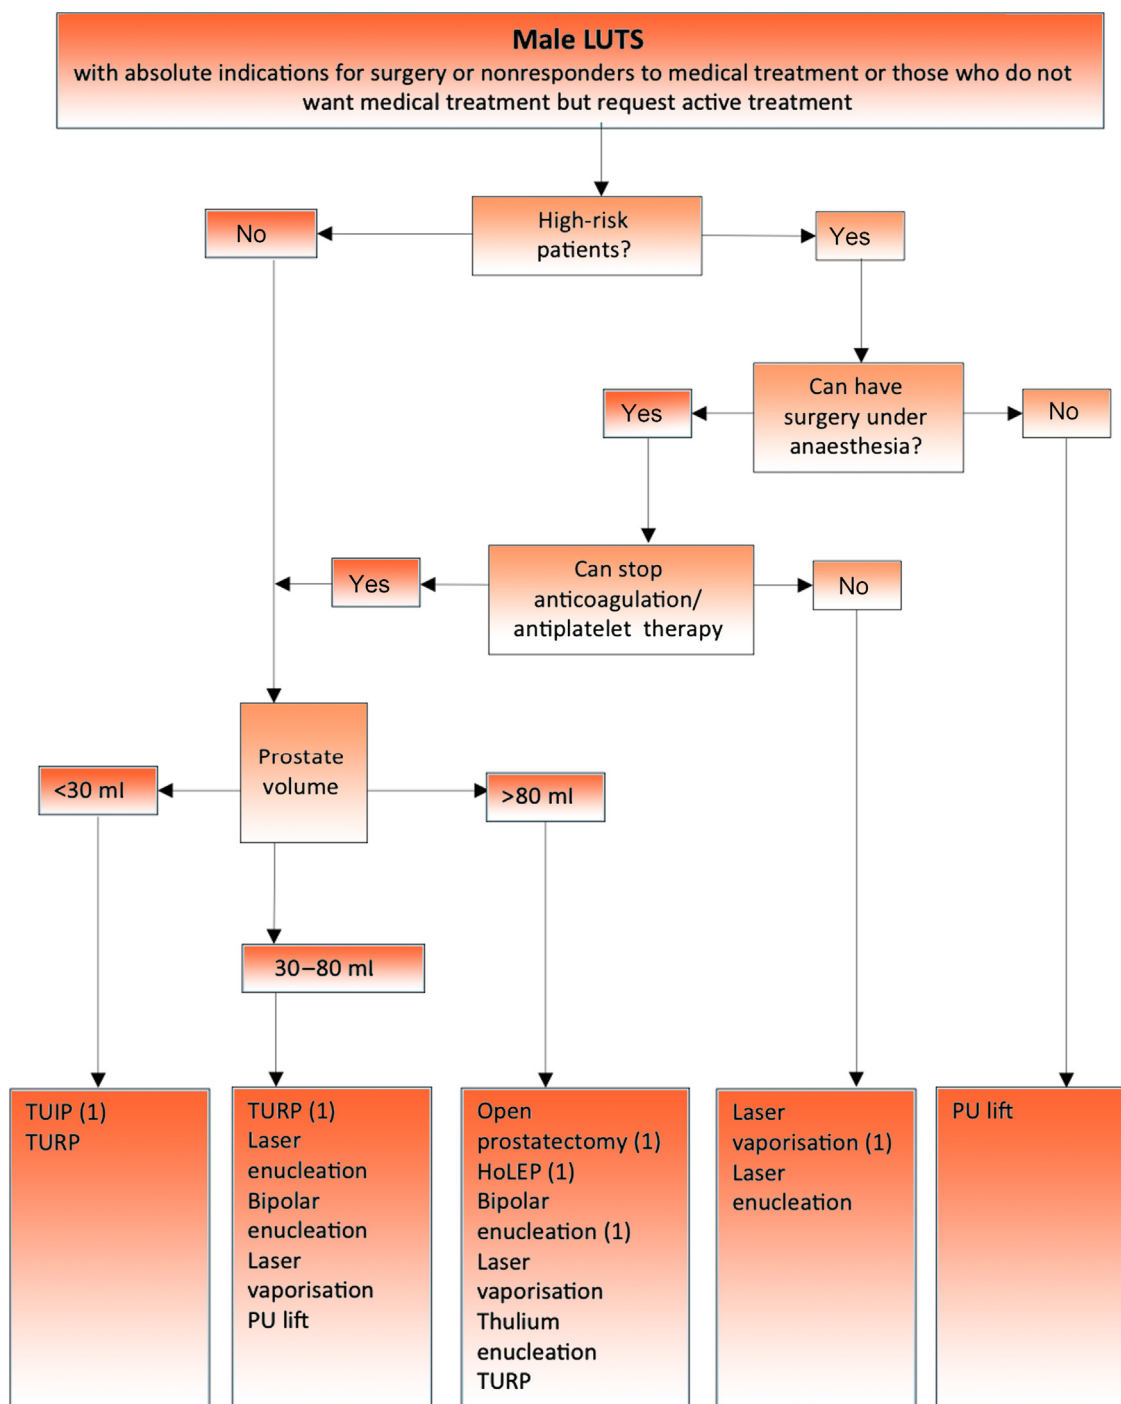 Male LUTS
with absolute indications for surgery or nonresponders to medical treatment or those who do not
want medical treatment but request active treatment
High-risk
patients?
No
Yes
Can have
surgery under
anaesthesia?
Yes
No
Can stop
anticoagulation/
antiplatelet therapy
Yes
No
Prostate
volume
<30 ml
>80 ml
30–80 ml
TUIP (1)
TURP
TURP (1)
Laser
enucleation
Bipolar
enucleation
Laser
vaporisation
PU lift
Open
prostatectomy (1)
HoLEP (1)
Bipolar
enucleation (1)
Laser
vaporisation
Thulium
enucleation
TURP
Laser
vaporisation (1)
Laser
enucleation
PU lift